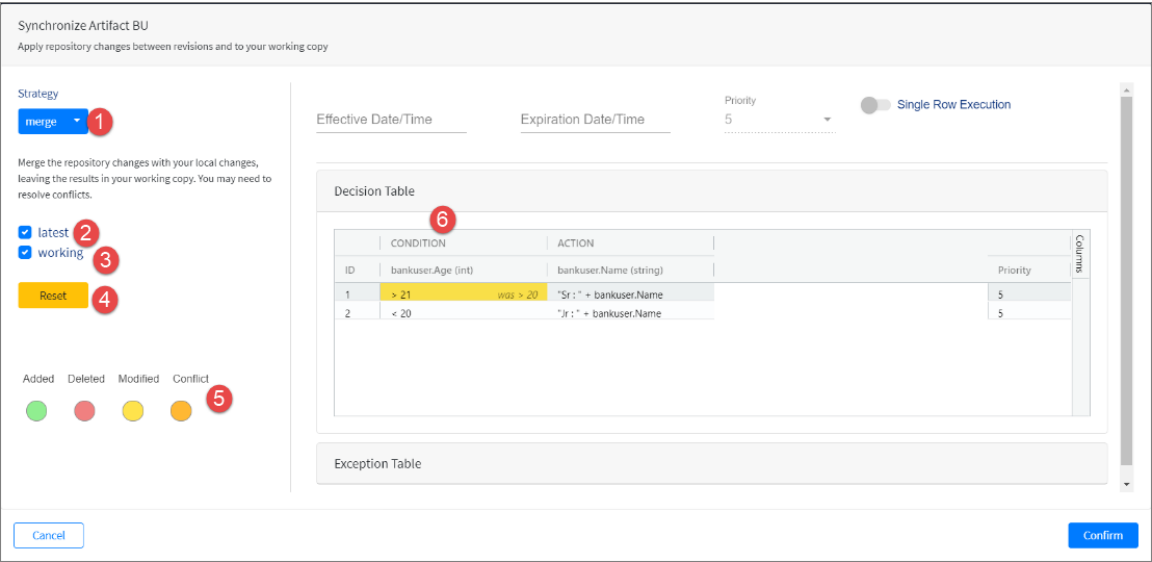 Synchronize Artifact BU
Apply repository changes between revisions and to your working copy
Strategy
merge 1
Merge the repository changes with your local changes,
leaving the results in your working copy. You may need to
resolve conflicts.
latest 2
working 3
Reset 4
Added Deleted Modified Conflict
5
Effective Date/Time Expiration Date/Time Priority
5
Single Row Execution
Decision Table
6
CONDITION ACTION
ID bankuser.Age (int) bankuser.Name (string) Priority
1 > 21 was > 20 "Sr : " + bankuser.Name 5
2 < 20 "Jr : " + bankuser.Name 5
Columns
Exception Table
Cancel Confirm